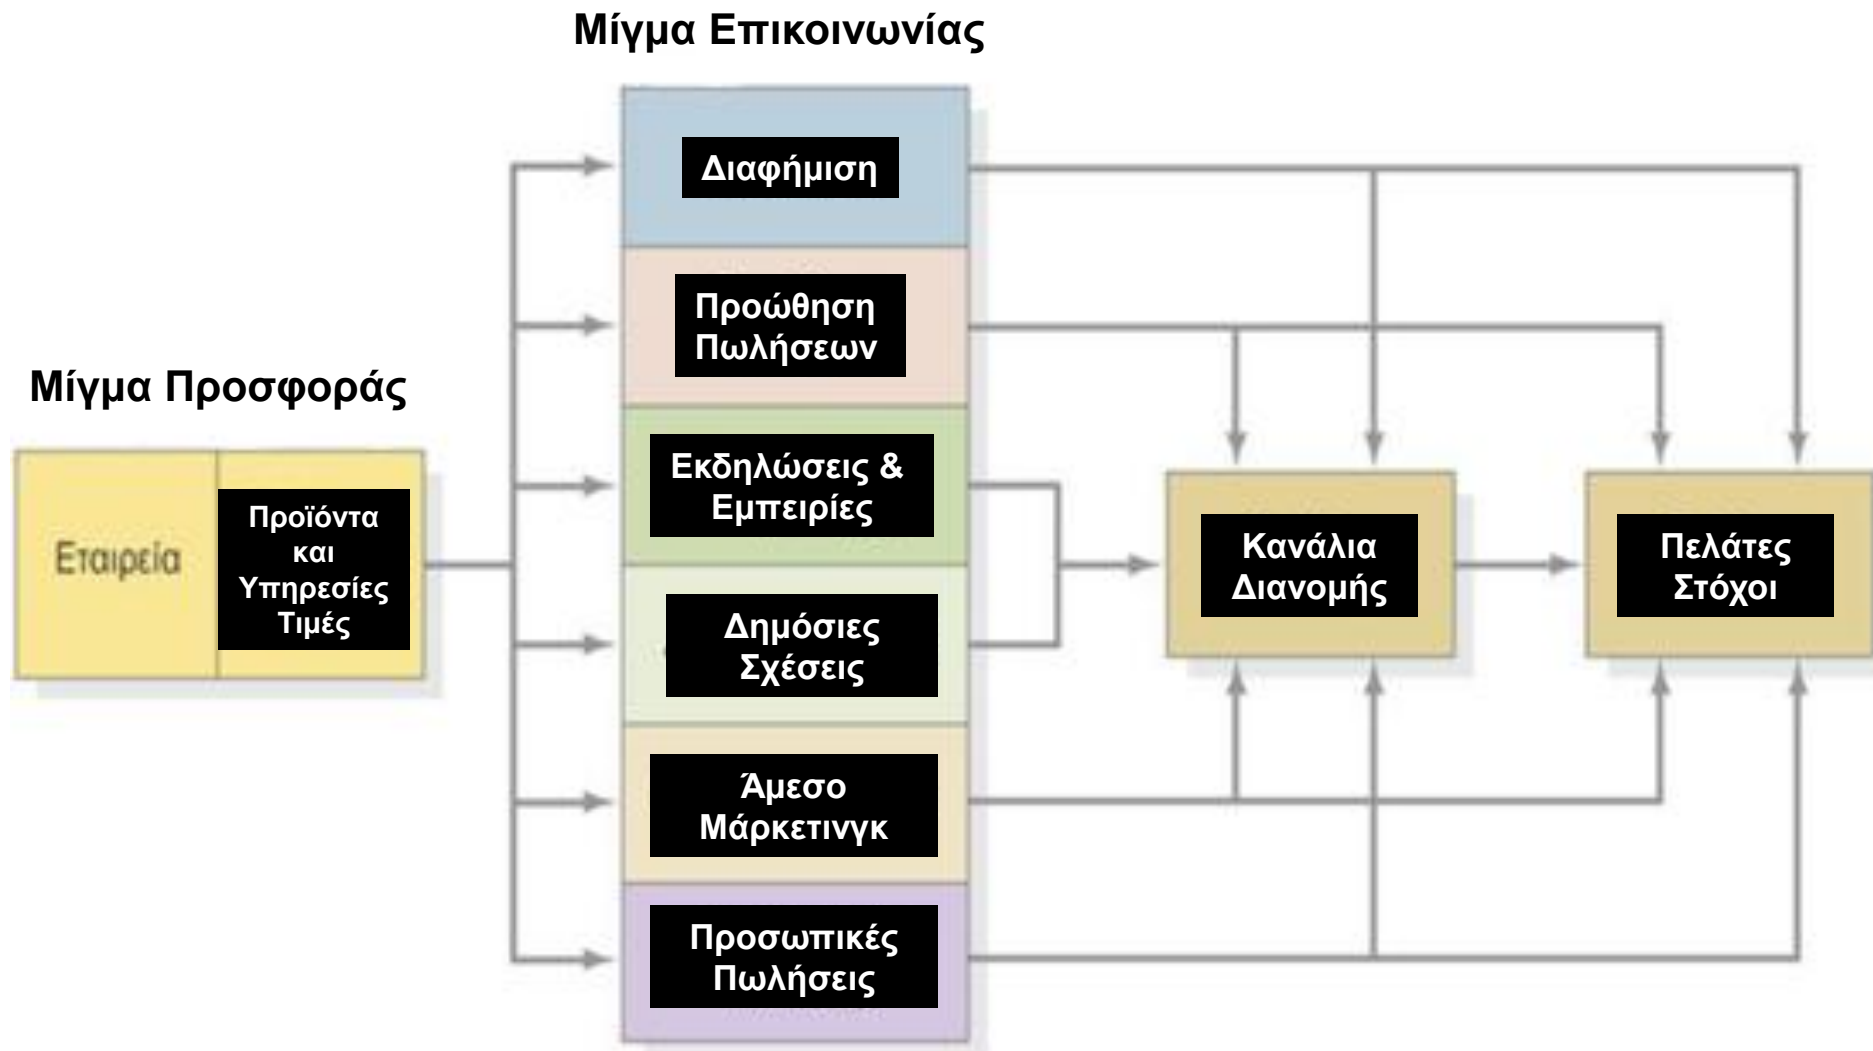 Μίγμα Επικοινωνίας
Διαφήμιση
Προώθηση
Πωλήσεων
Μίγμα Προσφοράς
Εταιρεία
Προϊόντα
και
Υπηρεσίες
Τιμές
Εκδηλώσεις &
Εμπειρίες
Δημόσιες
Σχέσεις
Άμεσο
Μάρκετινγκ
Προσωπικές
Πωλήσεις
Κανάλια
Διανομής
Πελάτες
Στόχοι